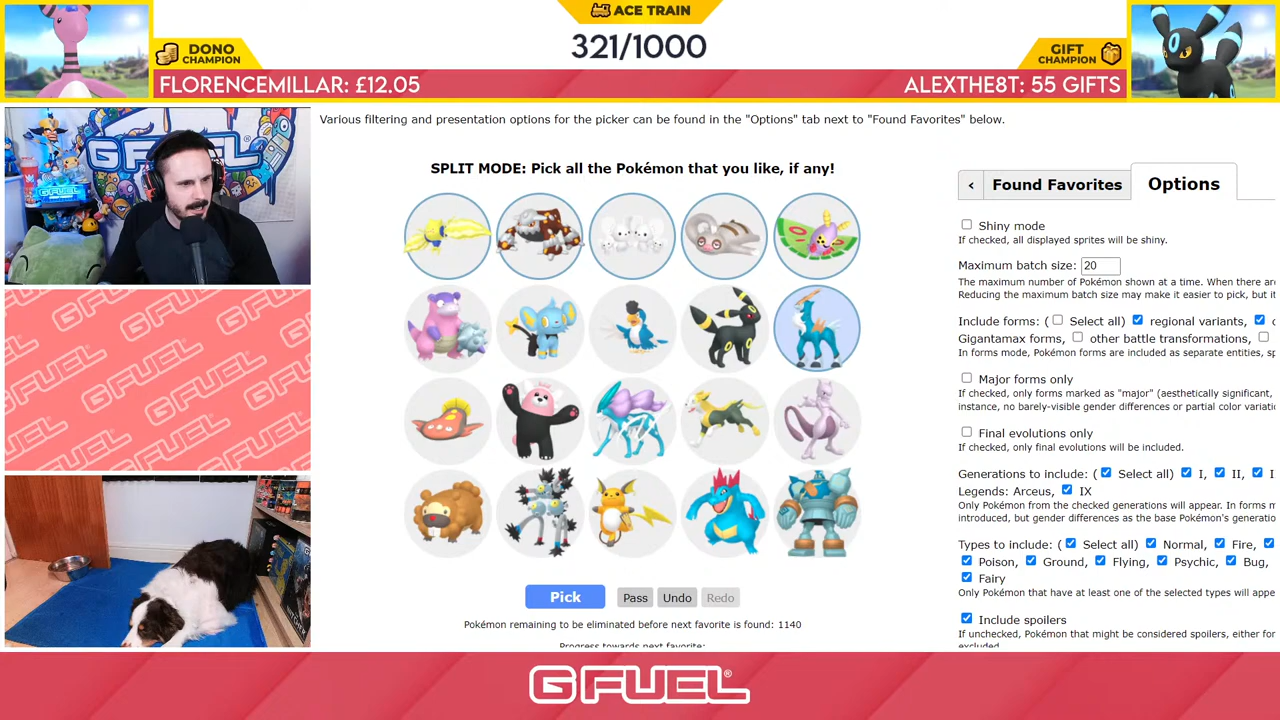 ACE TRAIN
321/1000
DONO
CHAMPION
GIFT
CHAMPION
FLORENCEMILLAR: £12.05
ALEXTHE8T: 55 GIFTS
Various filtering and presentation options for the picker can be found in the "Options" tab next to "Found Favorites" below.
SPLIT MODE: Pick all the Pokémon that you like, if any!
‹ Found Favorites Options
Shiny mode
If checked, all displayed sprites will be shiny.
Maximum batch size: 20
The maximum number of Pokémon shown at a time. When there are
Reducing the maximum batch size may make it easier to pick, but it
Include forms: ( Select all) regional variants,
Gigantamax forms, other battle transformations,
In forms mode, Pokémon forms are included as separate entities, sp
Major forms only
If checked, only forms marked as "major" (aesthetically significant,
instance, no barely-visible gender differences or partial color variatio
Final evolutions only
If checked, only final evolutions will be included.
Generations to include: ( Select all) I, II, I
Legends: Arceus, IX
Only Pokémon from the checked generations will appear. In forms m
introduced, but gender differences as the base Pokémon's generatio
Types to include: ( Select all) Normal, Fire,
Poison, Ground, Flying, Psychic, Bug,
Fairy
Only Pokémon that have at least one of the selected types will appe
Include spoilers
If unchecked, Pokémon that might be considered spoilers, either for
excluded.
Pick Pass Undo Redo
Pokémon remaining to be eliminated before next favorite is found: 1140
Progress towards next favorite:
G FUEL